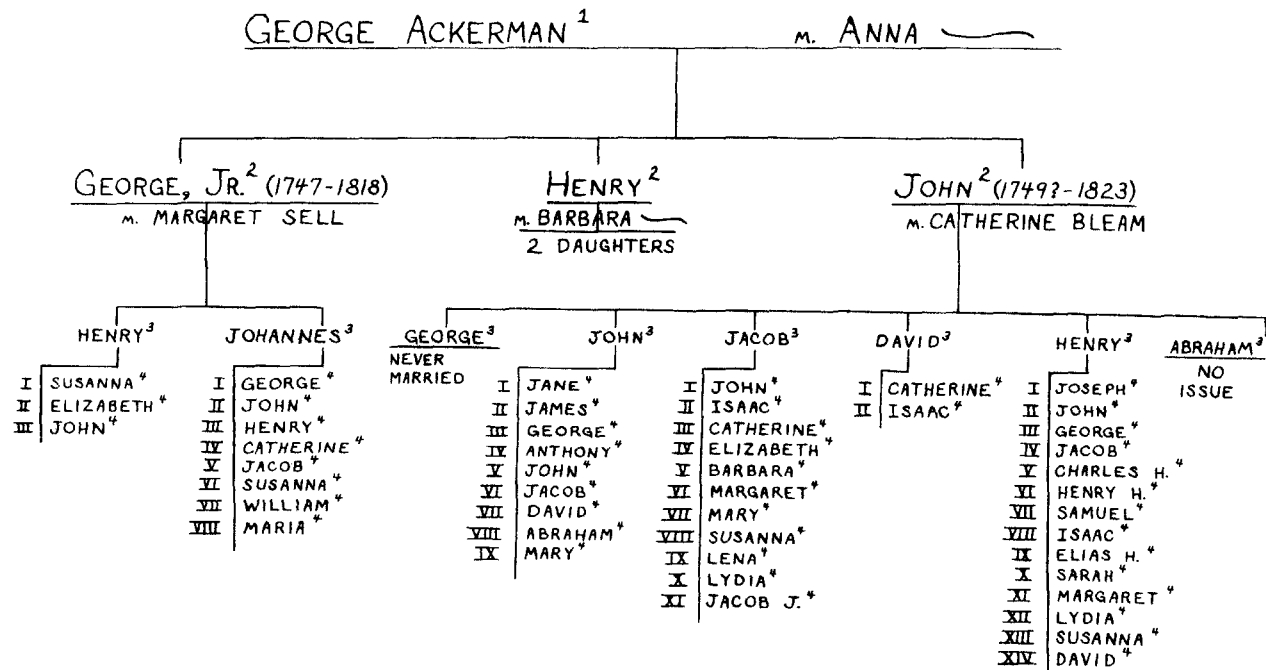 GEORGE ACKERMAN¹ m. ANNA
GEORGE, JR.² (1747-1818)
m. MARGARET SELL
HENRY²
m. BARBARA
2 DAUGHTERS
JOHN² (1749?-1823)
m. CATHERINE BLEAM
HENRY³
I SUSANNA⁴
II ELIZABETH⁴
III JOHN⁴
JOHANNES³
I GEORGE⁴
II JOHN⁴
III HENRY⁴
IV CATHERINE⁴
V JACOB⁴
VI SUSANNA⁴
VII WILLIAM⁴
VIII MARIA⁴
GEORGE³
NEVER
MARRIED
JOHN³
I JANE⁴
II JAMES⁴
III GEORGE⁴
IV ANTHONY⁴
V JOHN⁴
VI JACOB⁴
VII DAVID⁴
VIII ABRAHAM⁴
IX MARY⁴
JACOB³
I JOHN⁴
II ISAAC⁴
III CATHERINE⁴
IV ELIZABETH⁴
V BARBARA⁴
VI MARGARET⁴
VII MARY⁴
VIII SUSANNA⁴
IX LENA⁴
X LYDIA⁴
XI JACOB J.⁴
DAVID³
I CATHERINE⁴
II ISAAC⁴
HENRY³
I JOSEPH⁴
II JOHN⁴
III GEORGE⁴
IV JACOB⁴
V CHARLES H.⁴
VI HENRY H.⁴
VII SAMUEL⁴
VIII ISAAC⁴
IX ELIAS H.⁴
X SARAH⁴
XI MARGARET⁴
XII LYDIA⁴
XIII SUSANNA⁴
XIV DAVID⁴
ABRAHAM³
NO
ISSUE